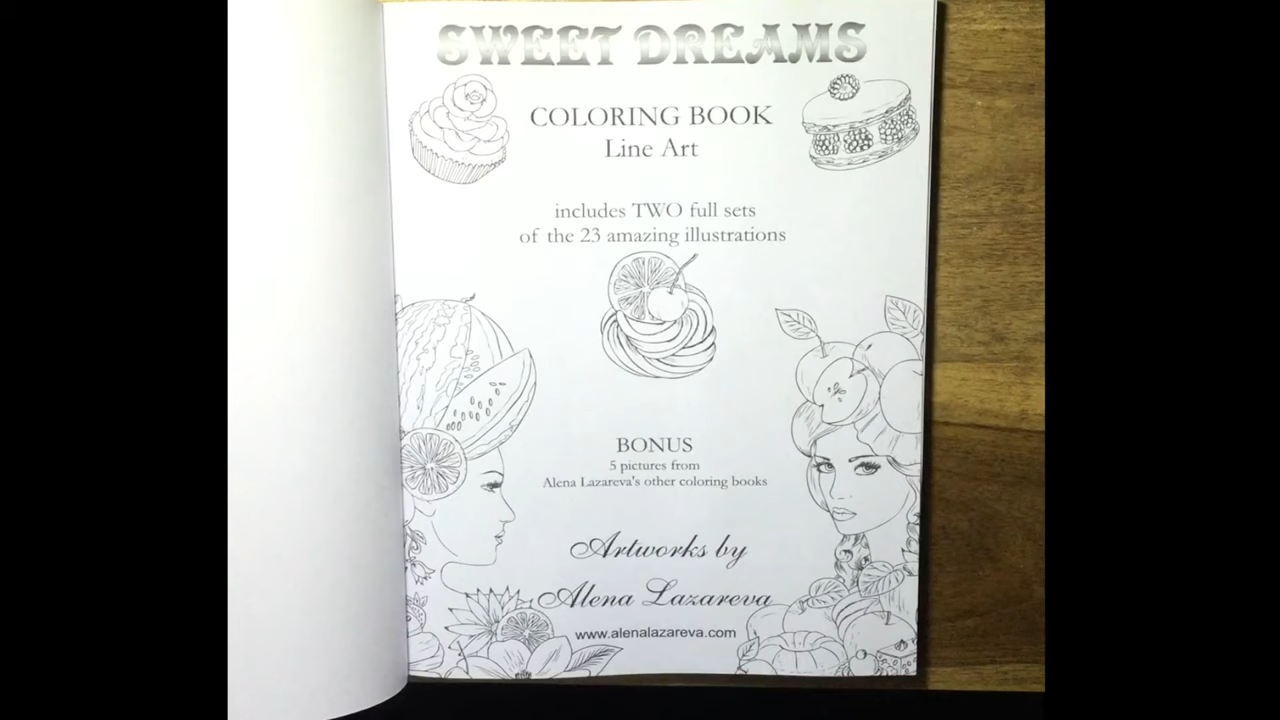 SWEET DREAMS
COLORING BOOK
Line Art
includes TWO full sets
of the 23 amazing illustrations
BONUS
5 pictures from
Alena Lazareva's other coloring books
Artworks by
Alena Lazareva
www.alenalazareva.com